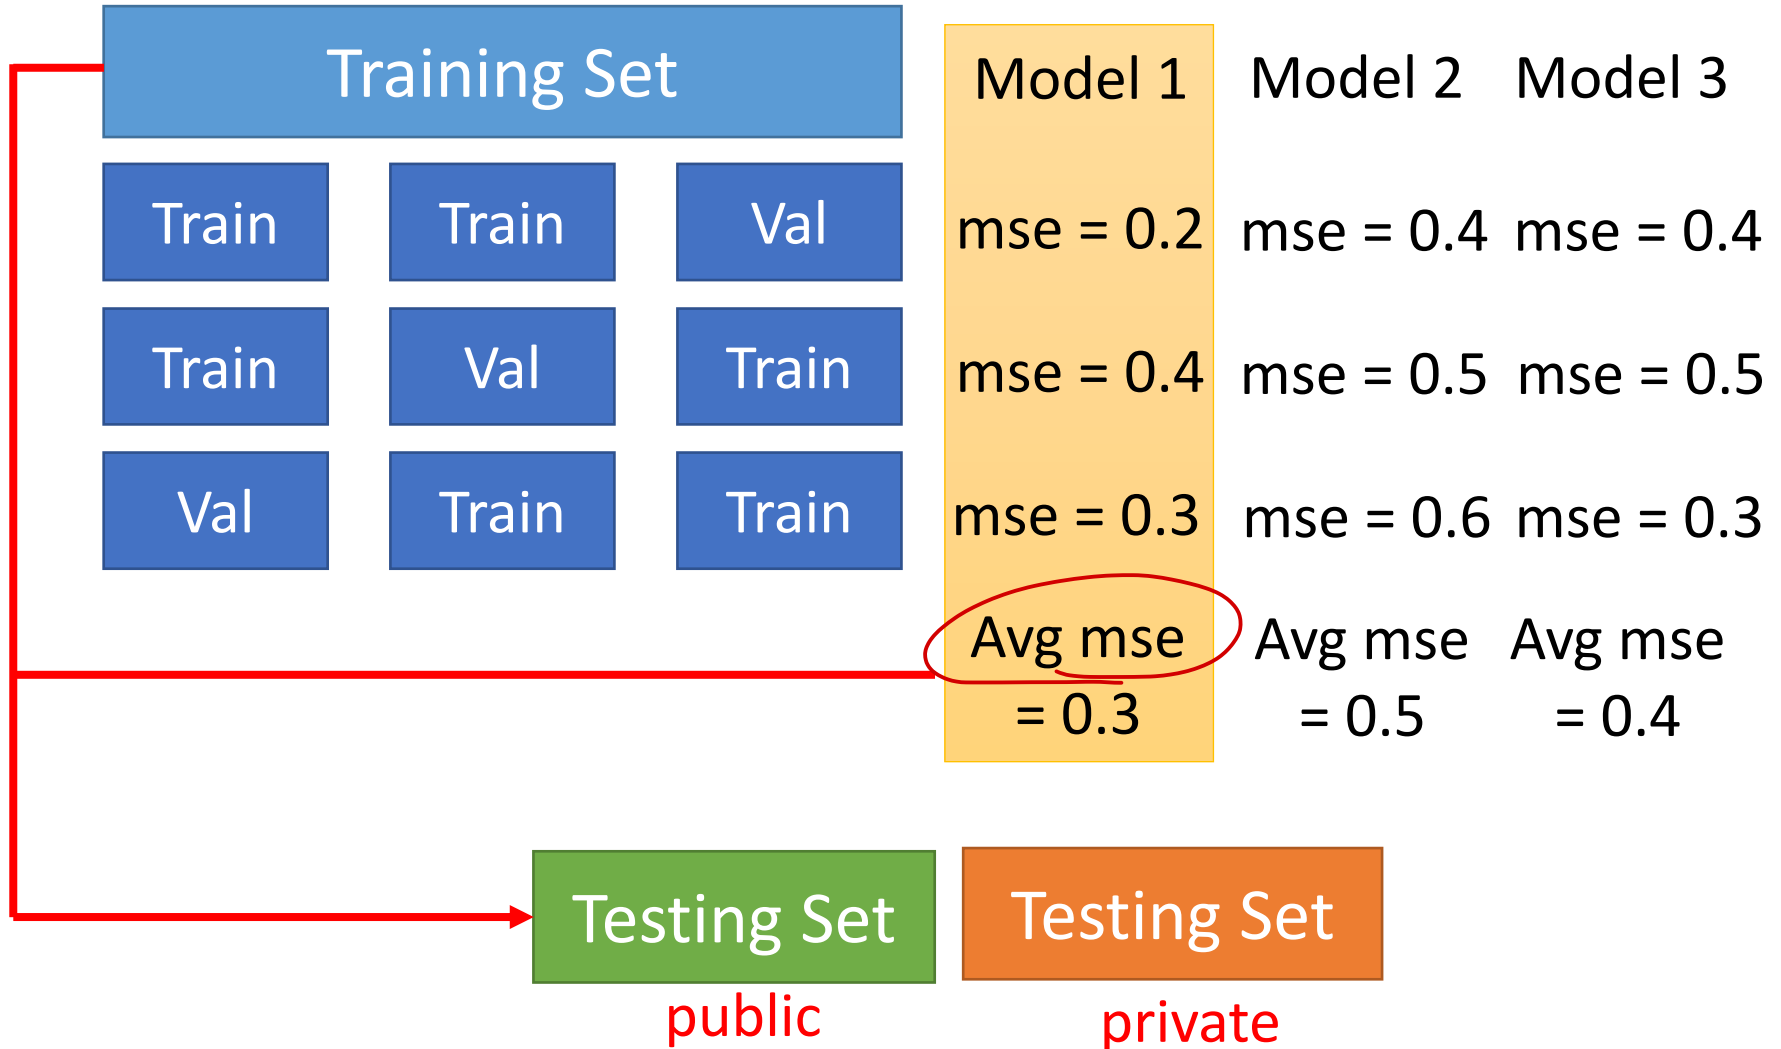 Training Set
Model 1 Model 2 Model 3
Train Train Val mse = 0.2 mse = 0.4 mse = 0.4
Train Val Train mse = 0.4 mse = 0.5 mse = 0.5
Val Train Train mse = 0.3 mse = 0.6 mse = 0.3
Avg mse Avg mse Avg mse
= 0.3 = 0.5 = 0.4
Testing Set Testing Set
public private